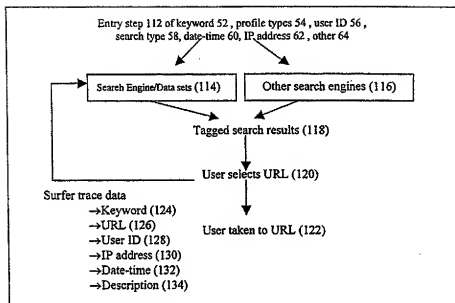 Entry step 112 of keyword 52 , profile types 54 , user ID 56 ,
search type 58, date-time 60, IP address 62 , other 64
Search Engine/Data sets (114)
Other search engines (116)
Tagged search results (118)
User selects URL (120)
Surfer trace data
→Keyword (124)
→URL (126)
User taken to URL (122)
→User ID (128)
→IP address (130)
→Date-time (132)
→Description (134)